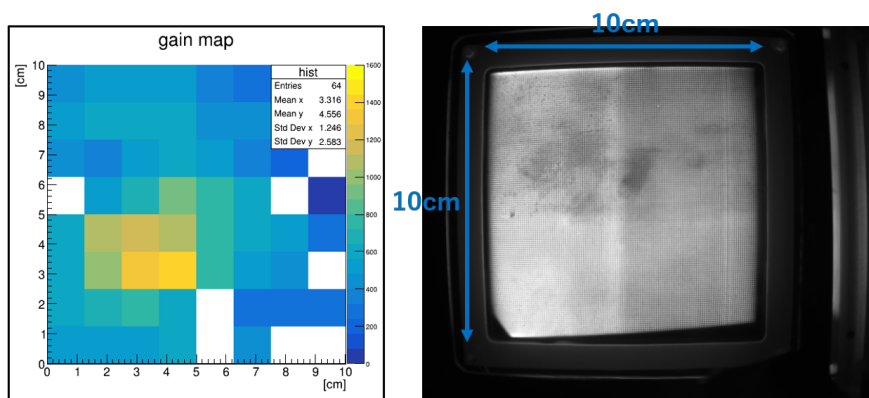 gain map
[cm]
10
9
8
7
6
5
4
3
2
1
0
0 1 2 3 4 5 6 7 8 9 10
[cm]
hist
Entries 64
Mean x 3.316
Mean y 4.556
Std Dev x 1.246
Std Dev y 2.583
1600
1400
1200
1000
800
600
400
200
0
10cm
10cm